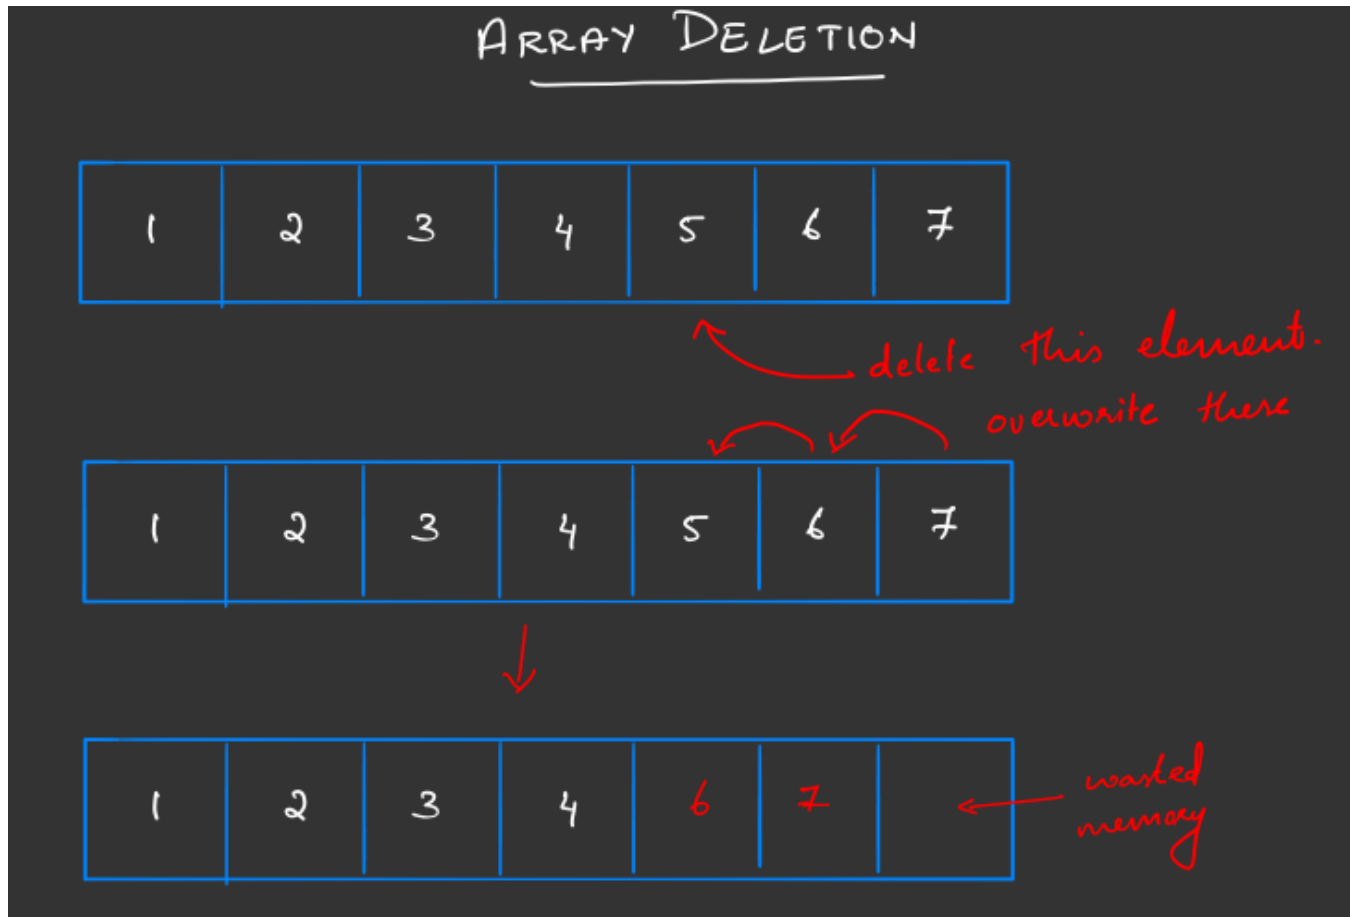 ARRAY DELETION
1 2 3 4 5 6 7
delete this element.
overwrite these
1 2 3 4 5 6 7
1 2 3 4 6 7
wasted
memory